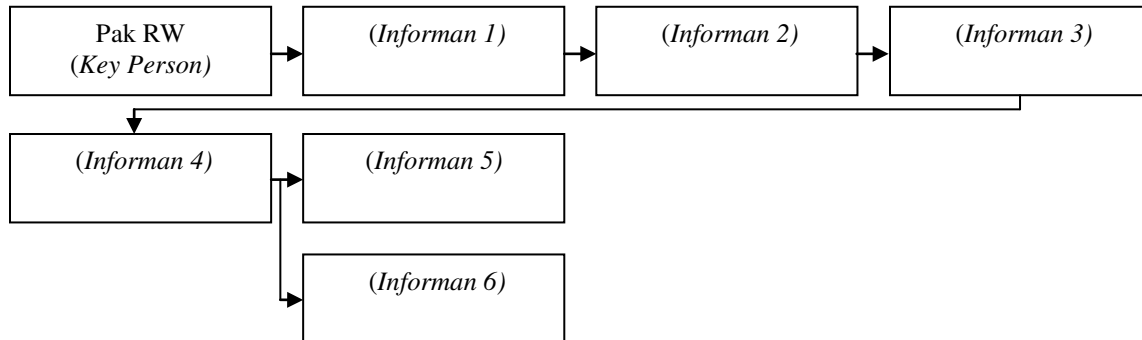 Pak RW
(Key Person)
(Informan 1)
(Informan 2)
(Informan 3)
(Informan 4)
(Informan 5)
(Informan 6)